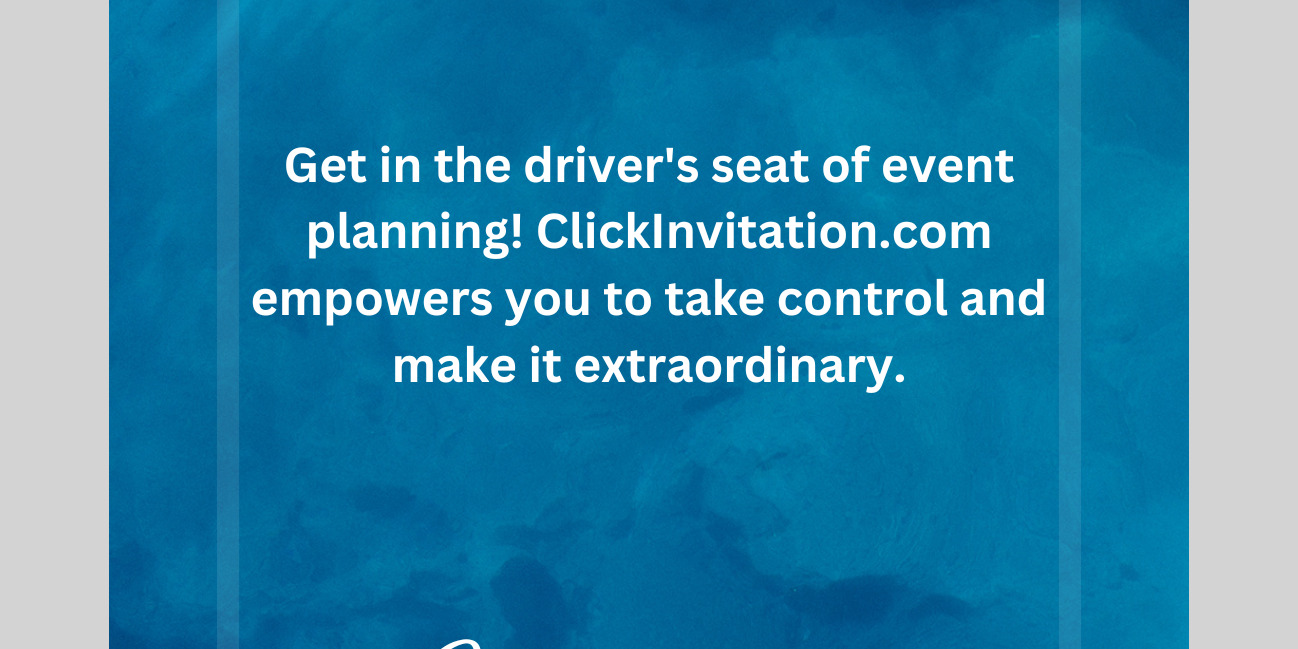 Get in the driver's seat of event
planning! ClickInvitation.com
empowers you to take control and
make it extraordinary.